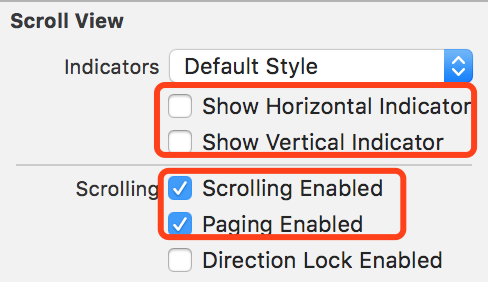 Scroll View
Indicators Default Style
Show Horizontal Indicator
Show Vertical Indicator
Scrolling Scrolling Enabled
Paging Enabled
Direction Lock Enabled